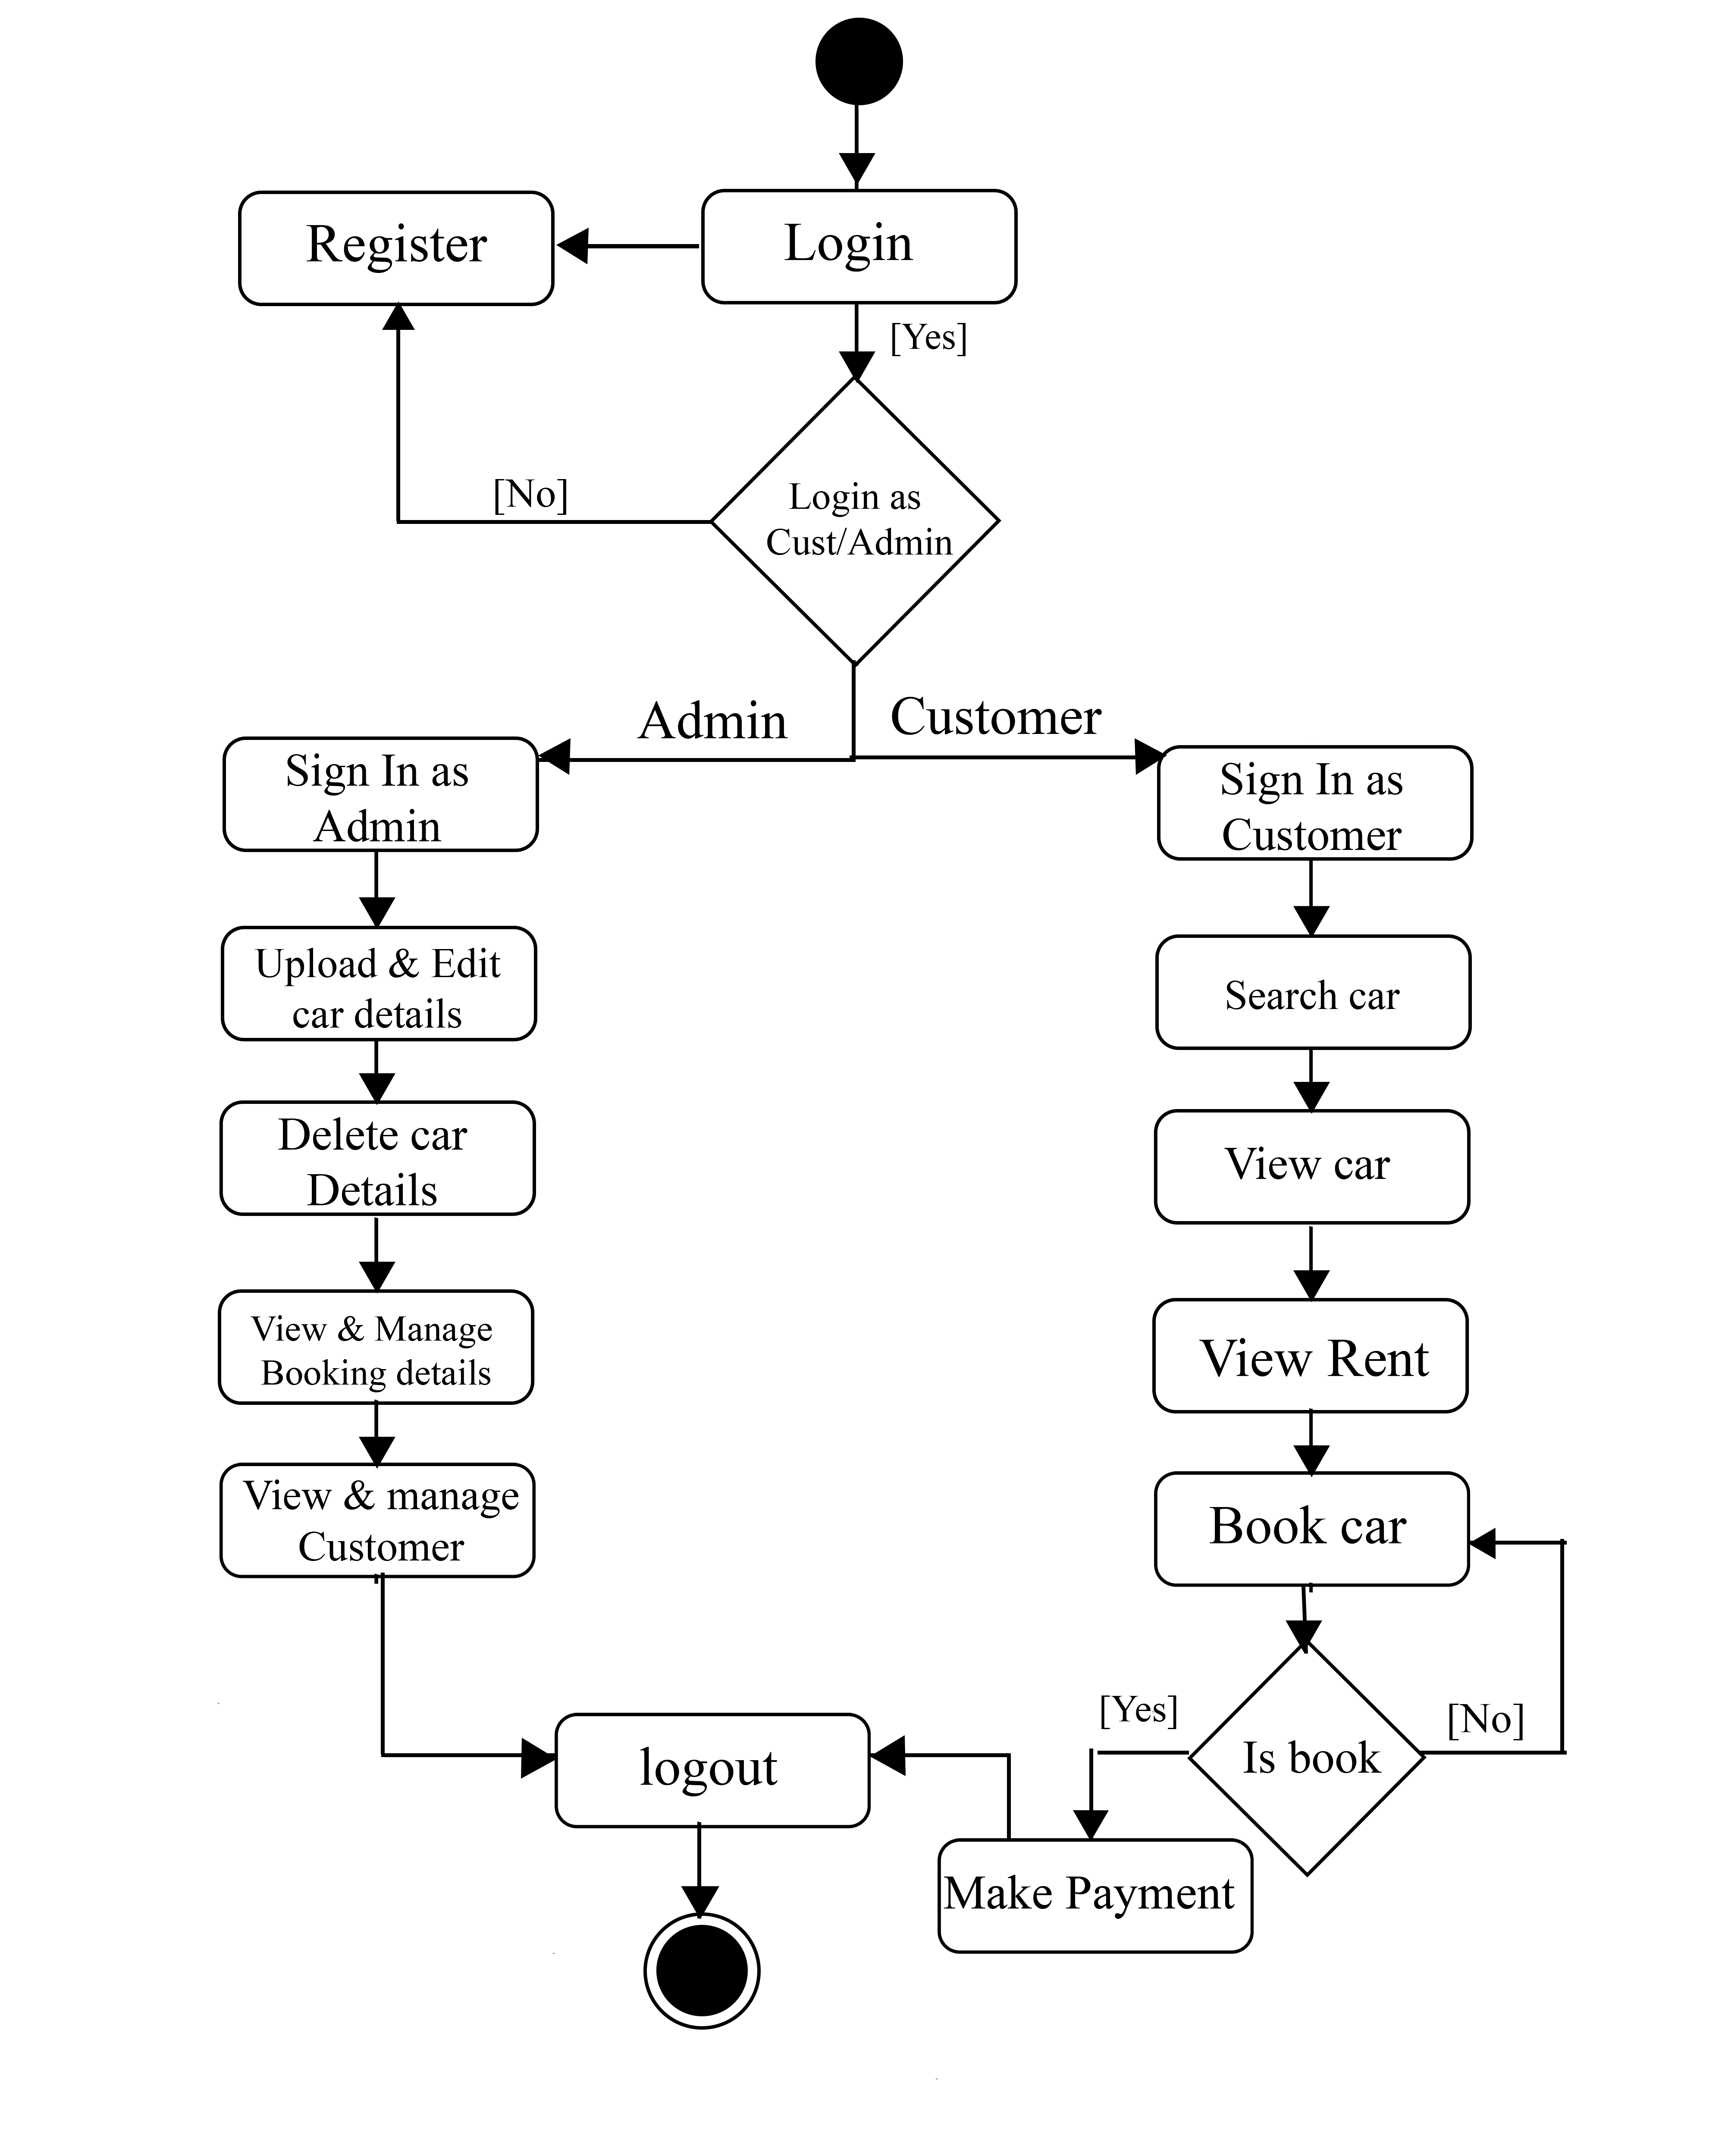 Register
Login
[Yes]
[No]
Login as
Cust/Admin
Admin
Customer
Sign In as
Admin
Sign In as
Customer
Upload & Edit
car details
Search car
Delete car
Details
View car
View & Manage
Booking details
View Rent
View & manage
Customer
Book car
[Yes]
[No]
logout
Is book
Make Payment